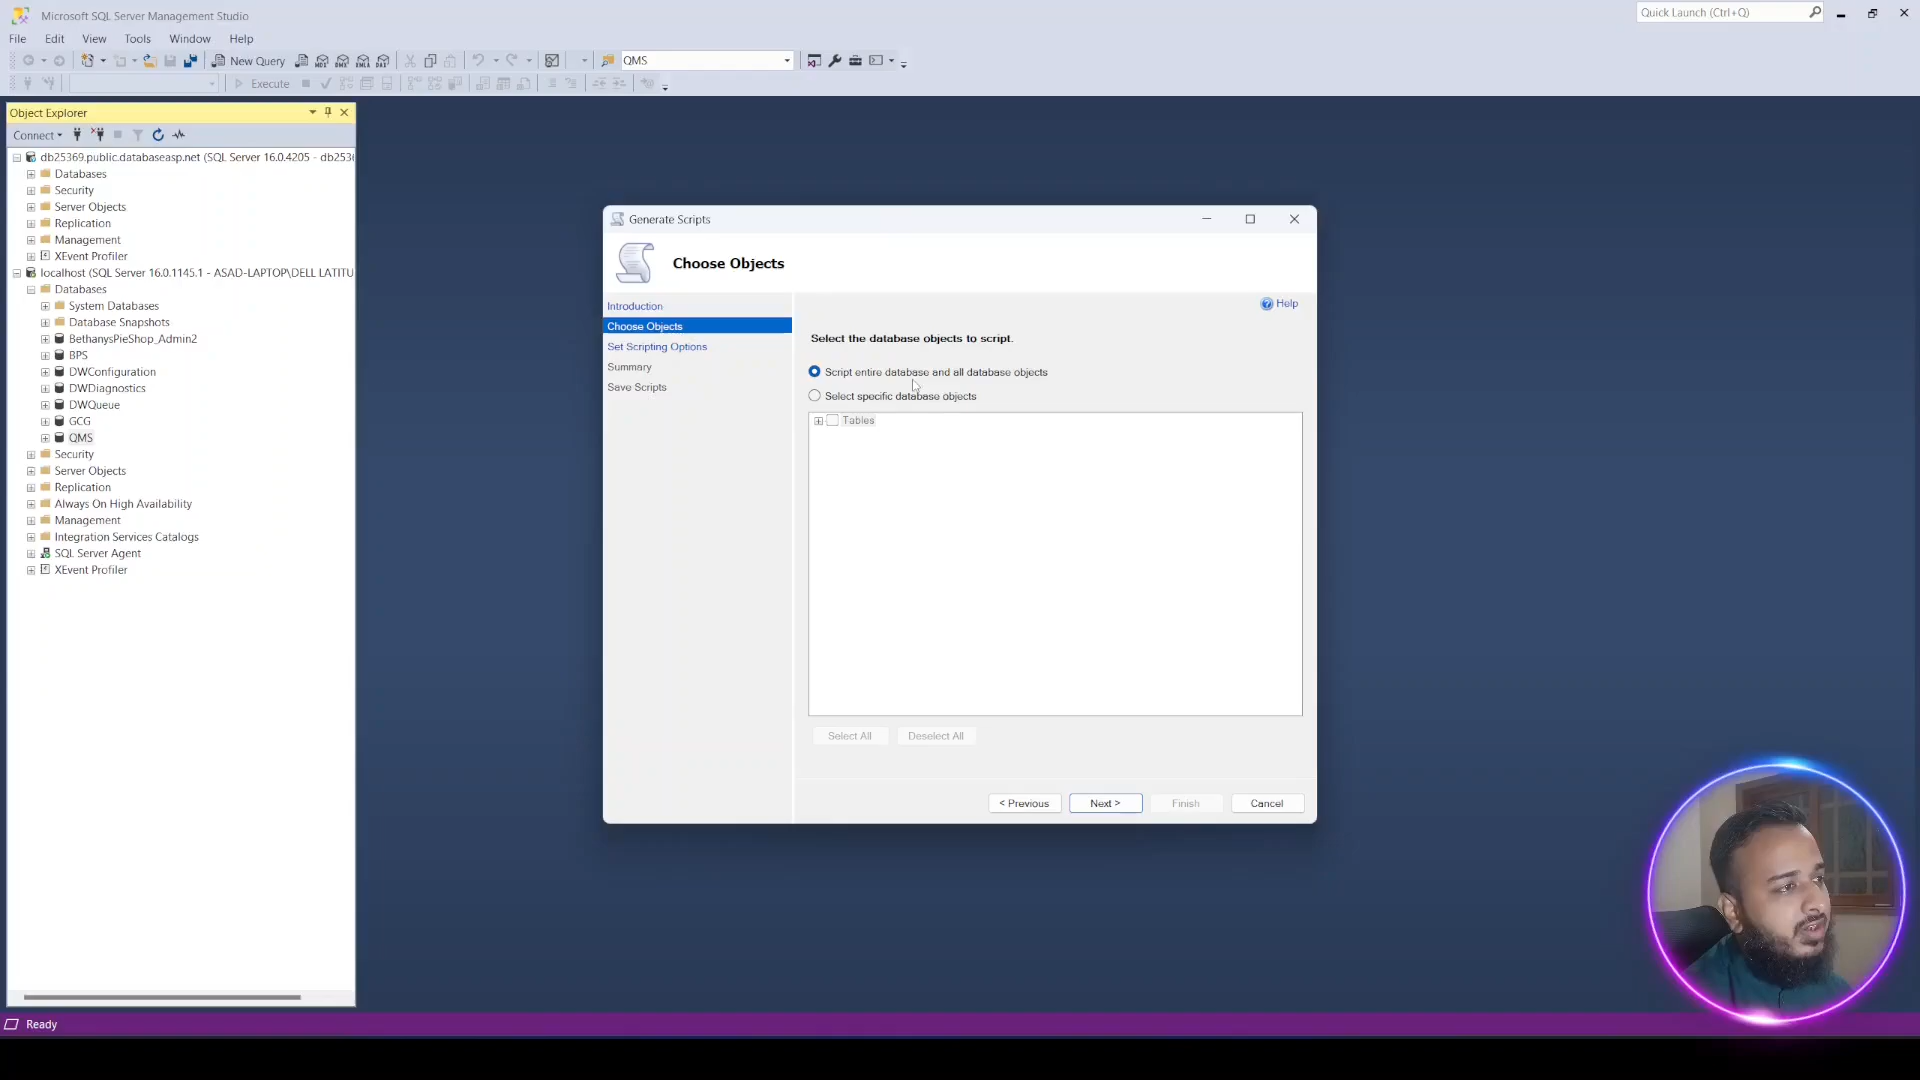 Microsoft SQL Server Management Studio
Quick Launch (Ctrl+Q)
File Edit View Tools Window Help
New Query
QMS
Execute
Object Explorer
Connect
db25369.public.databaseasp.net (SQL Server 16.0.4205 - db2536
Databases
Security
Server Objects
Replication
Management
XEvent Profiler
localhost (SQL Server 16.0.1145.1 - ASAD-LAPTOP\DELL LATITU
Databases
System Databases
Database Snapshots
BethanysPieShop_Admin2
BPS
DWConfiguration
DWDiagnostics
DWQueue
GCG
QMS
Security
Server Objects
Replication
Always On High Availability
Management
Integration Services Catalogs
SQL Server Agent
XEvent Profiler
Generate Scripts
Choose Objects
Introduction
Choose Objects
Set Scripting Options
Summary
Save Scripts
Help
Select the database objects to script.
Script entire database and all database objects
Select specific database objects
Tables
Select All
Deselect All
< Previous
Next >
Finish
Cancel
Ready